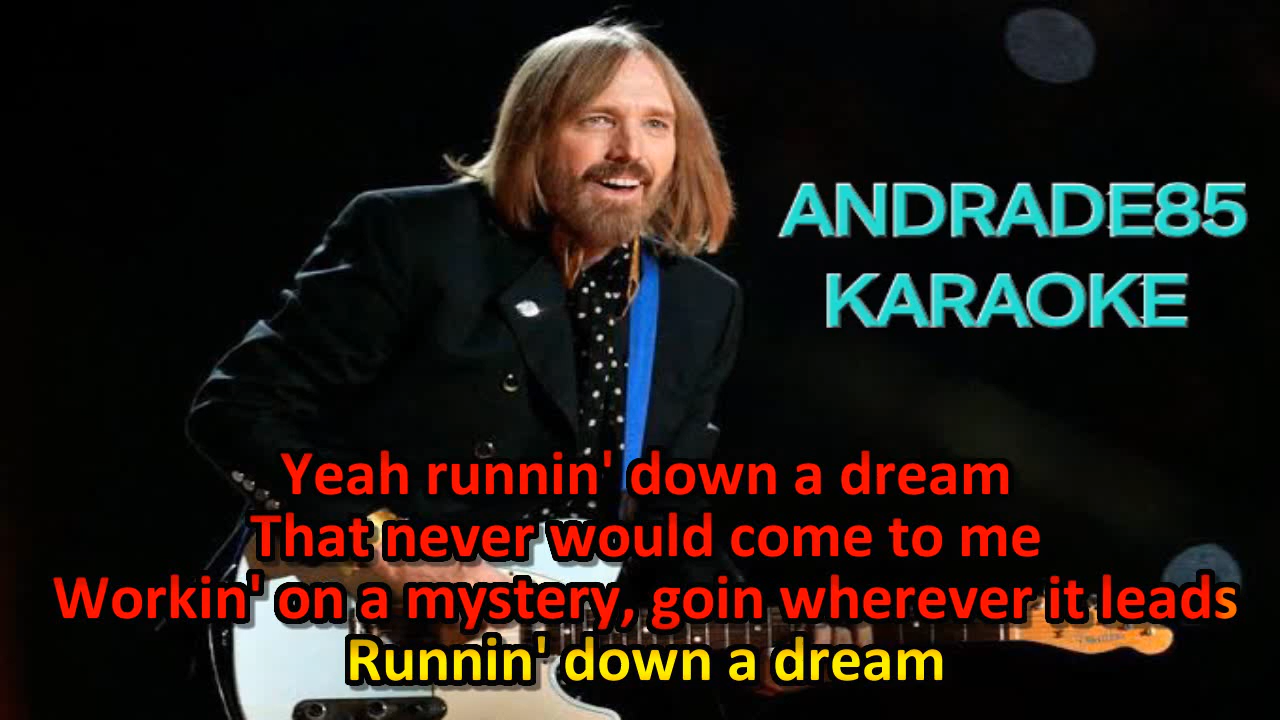 ANDRADE85
KARAOKE
Yeah runnin' down a dream
That never would come to me
Workin' on a mystery, goin wherever it leads
Runnin' down a dream